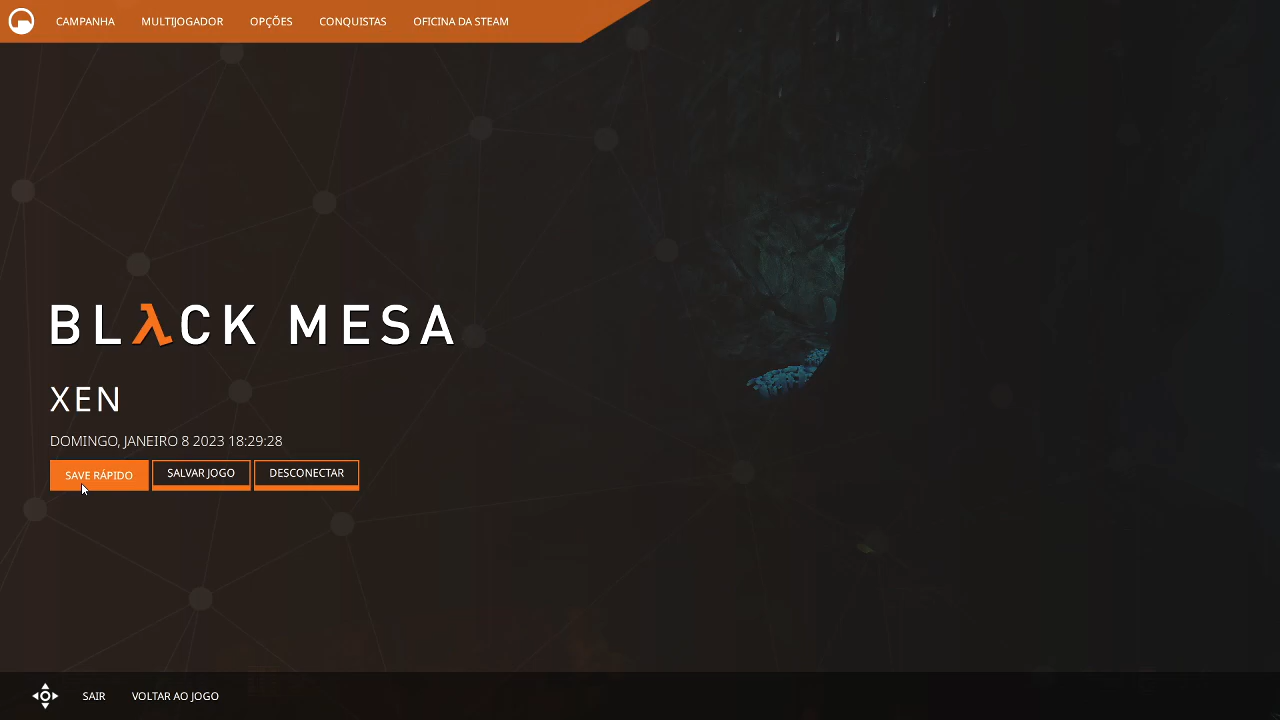 CAMPANHA MULTIJOGADOR OPÇÕES CONQUISTAS OFICINA DA STEAM
BLλCK MESA
XEN
DOMINGO, JANEIRO 8 2023 18:29:28
SAVE RÁPIDO SALVAR JOGO DESCONECTAR
SAIR VOLTAR AO JOGO